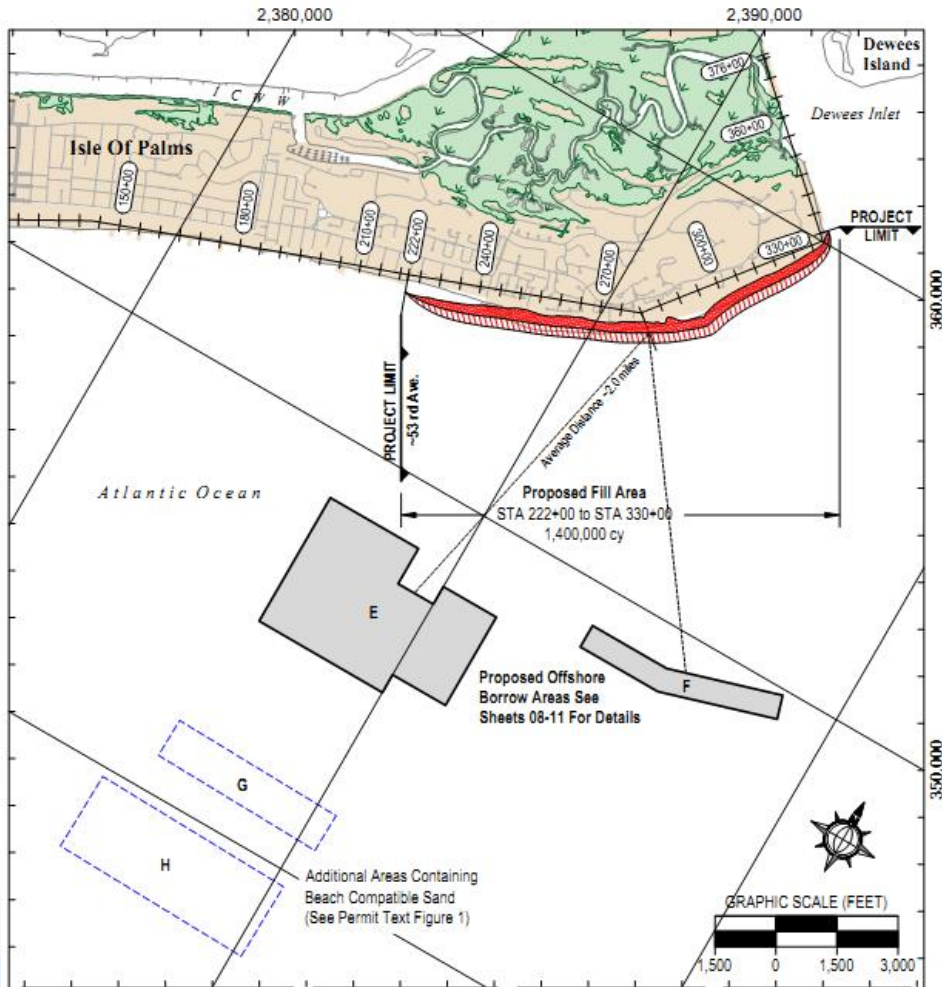 2,380,000
2,390,000
Dewees
Island
Dewees Inlet
ICWW
376+00
360+00
Isle Of Palms
150+00
180+00
210+00
222+00
240+00
270+00
300+00
330+00
PROJECT
LIMIT
360,000
PROJECT LIMIT
~53 rd Ave.
Average Distance ~2.0 miles
Atlantic Ocean
Proposed Fill Area
STA 222+00 to STA 330+00
1,400,000 cy
E
F
Proposed Offshore
Borrow Areas See
Sheets 08-11 For Details
350,000
G
H
Additional Areas Containing
Beach Compatible Sand
(See Permit Text Figure 1)
GRAPHIC SCALE (FEET)
1,500 0 1,500 3,000